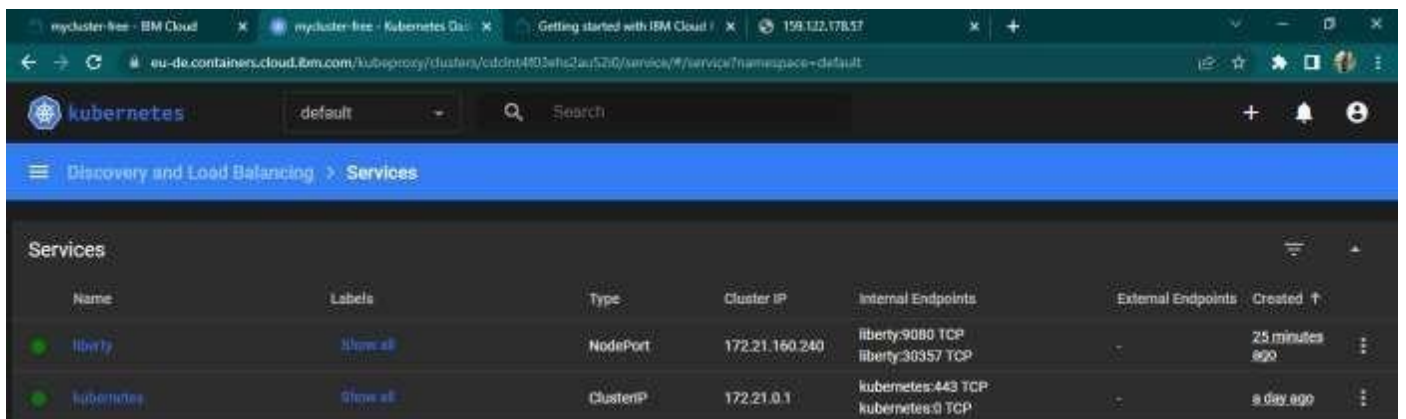 mycluster-free - IBM Cloud
mycluster-free - Kubernetes Das
Getting started with IBM Cloud
159.122.178.57
eu-de.containers.cloud.ibm.com/kubeproxy/clusters/
/service/#/service?namespace=default
kubernetes
default
Search
Discovery and Load Balancing > Services
Services
Name Labels Type Cluster IP Internal Endpoints External Endpoints Created ↑
liberty Show all NodePort 172.21.160.240 liberty:9080 TCP - 25 minutes
liberty:30357 TCP ago
kubernetes Show all ClusterIP 172.21.0.1 kubernetes:443 TCP - a day ago
kubernetes:0 TCP